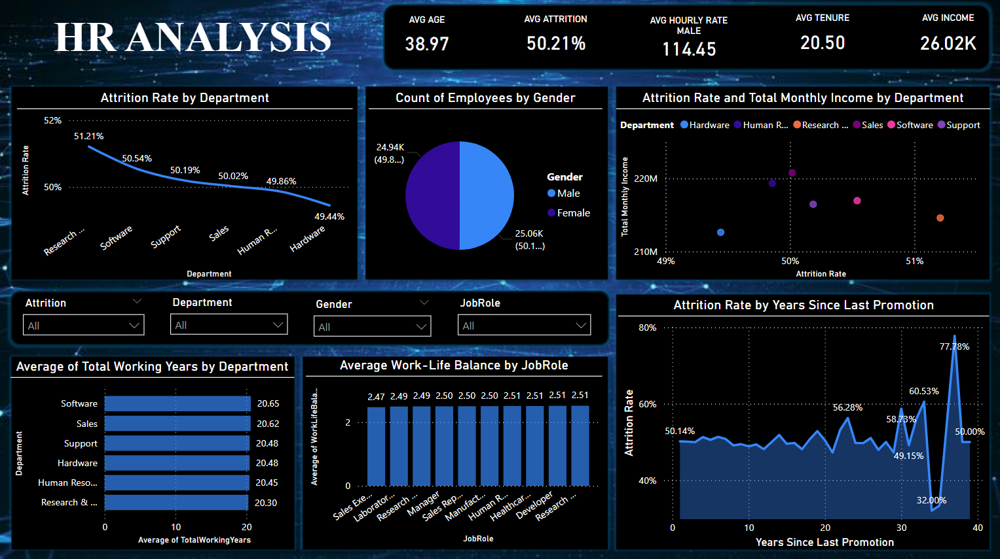 HR ANALYSIS
AVG AGE
38.97
AVG ATTRITION
50.21%
AVG HOURLY RATE
MALE
114.45
AVG TENURE
20.50
AVG INCOME
26.02K
Attrition Rate by Department
Attrition Rate
52%
50%
51.21%
50.54%
50.19%
50.02%
49.86%
49.44%
Research ...
Software
Support
Sales
Human R...
Hardware
Department
Count of Employees by Gender
24.94K
(49.8...)
25.06K
(50.1...)
Gender
Male
Female
Attrition Rate and Total Monthly Income by Department
Department Hardware Human R... Research ... Sales Software Support
Total Monthly Income
220M
210M
49% 50% 51%
Attrition Rate
Attrition
All
Department
All
Gender
All
JobRole
All
Average of Total Working Years by Department
Department
Software 20.65
Sales 20.62
Support 20.48
Hardware 20.48
Human Reso... 20.45
Research & ... 20.30
0 10 20
Average of TotalWorkingYears
Average Work-Life Balance by JobRole
Average of WorkLifeBala...
2
0
2.47 2.49 2.49 2.50 2.50 2.50 2.51 2.51 2.51 2.51
Sales Exe...
Laborator...
Research ...
Manager
Sales Rep...
Manufact...
Human R...
Healthcar...
Developer
Research ...
JobRole
Attrition Rate by Years Since Last Promotion
Attrition Rate
80%
60%
40%
50.14%
56.28%
58.73%
49.15%
60.53%
32.00%
77.78%
50.00%
0 10 20 30 40
Years Since Last Promotion